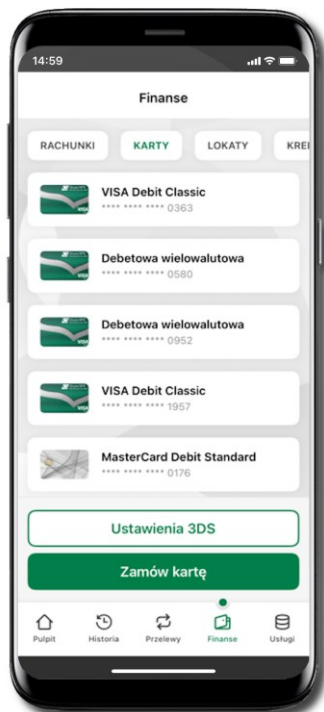 14:59
Finanse
RACHUNKI KARTY LOKATY KREI
VISA Debit Classic
•••• •••• •••• 0363
Debetowa wielowalutowa
•••• •••• •••• 0580
Debetowa wielowalutowa
•••• •••• •••• 0952
VISA Debit Classic
•••• •••• •••• 1957
MasterCard Debit Standard
•••• •••• •••• 0176
Ustawienia 3DS
Zamów kartę
Pulpit Historia Przelewy Finanse Usługi